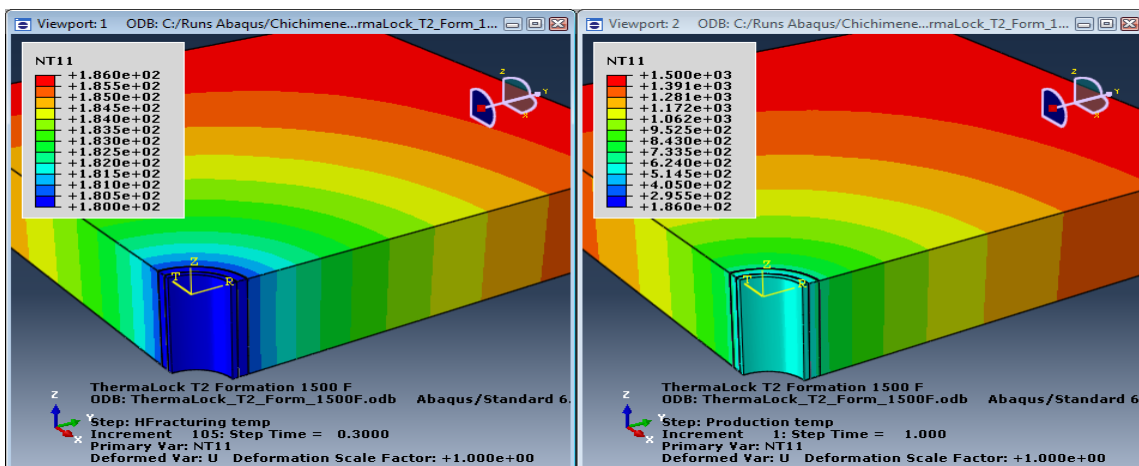 Viewport: 1 ODB: C:/Runs Abaqus/Chichimene...rmaLock_T2_Form_1...
NT11
+1.860e+02
+1.855e+02
+1.850e+02
+1.845e+02
+1.840e+02
+1.835e+02
+1.830e+02
+1.825e+02
+1.820e+02
+1.815e+02
+1.810e+02
+1.805e+02
+1.800e+02
Z
Y
X
T
Z
R
ThermaLock T2 Formation 1500 F
ODB: ThermaLock_T2_Form_1500F.odb Abaqus/Standard 6.
Z
Y
X
Step: HFracturing temp
Increment 105: Step Time = 0.3000
Primary Var: NT11
Deformed Var: U Deformation Scale Factor: +1.000e+00
Viewport: 2 ODB: C:/Runs Abaqus/Chichimene...rmaLock_T2_Form_1...
NT11
+1.500e+03
+1.391e+03
+1.281e+03
+1.172e+03
+1.062e+03
+9.525e+02
+8.430e+02
+7.335e+02
+6.240e+02
+5.145e+02
+4.050e+02
+2.955e+02
+1.860e+02
Z
Y
X
T
Z
R
ThermaLock T2 Formation 1500 F
ODB: ThermaLock_T2_Form_1500F.odb Abaqus/Standard 6.
Z
Y
X
Step: Production temp
Increment 1: Step Time = 1.000
Primary Var: NT11
Deformed Var: U Deformation Scale Factor: +1.000e+00